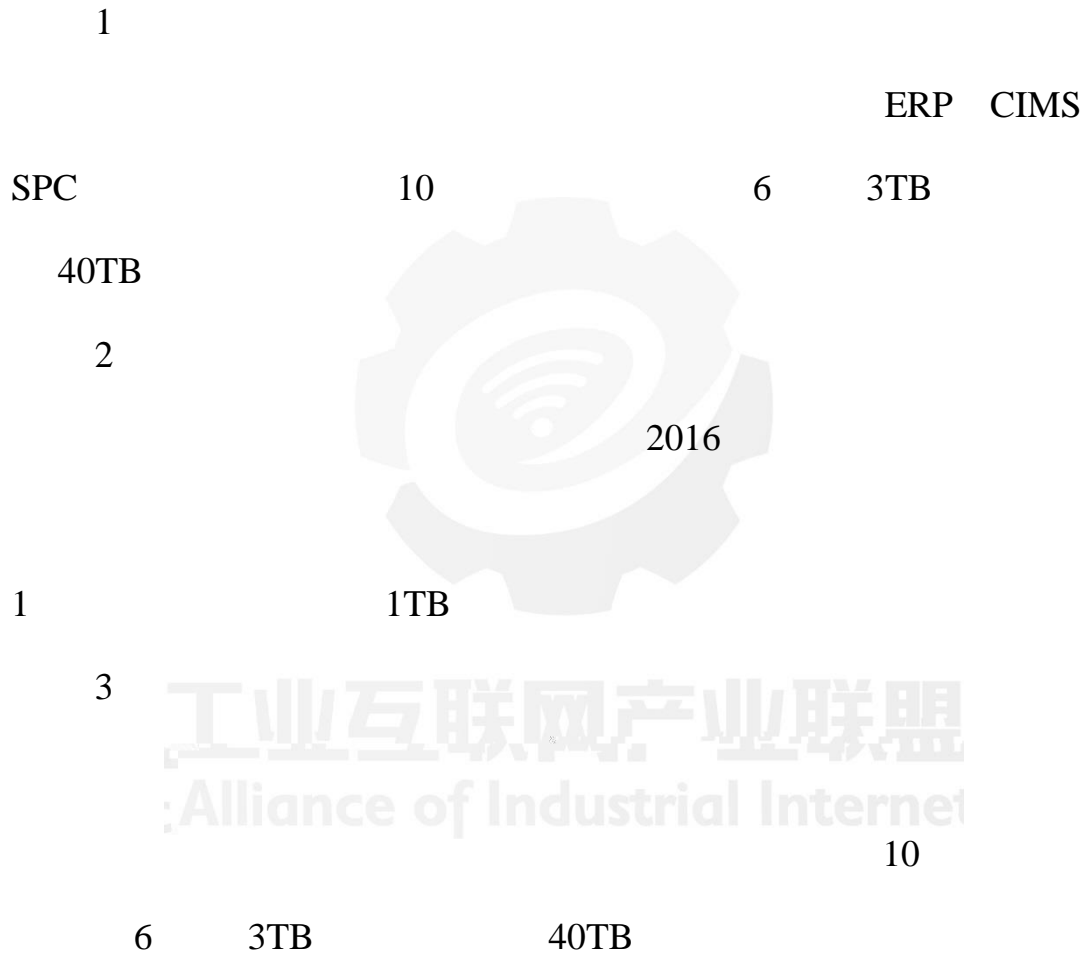 1
ERP CIMS
SPC 10 6 3TB
40TB
2
2016
1 1TB
3
工业互联网产业联盟
Alliance of Industrial Internet
10
6 3TB 40TB